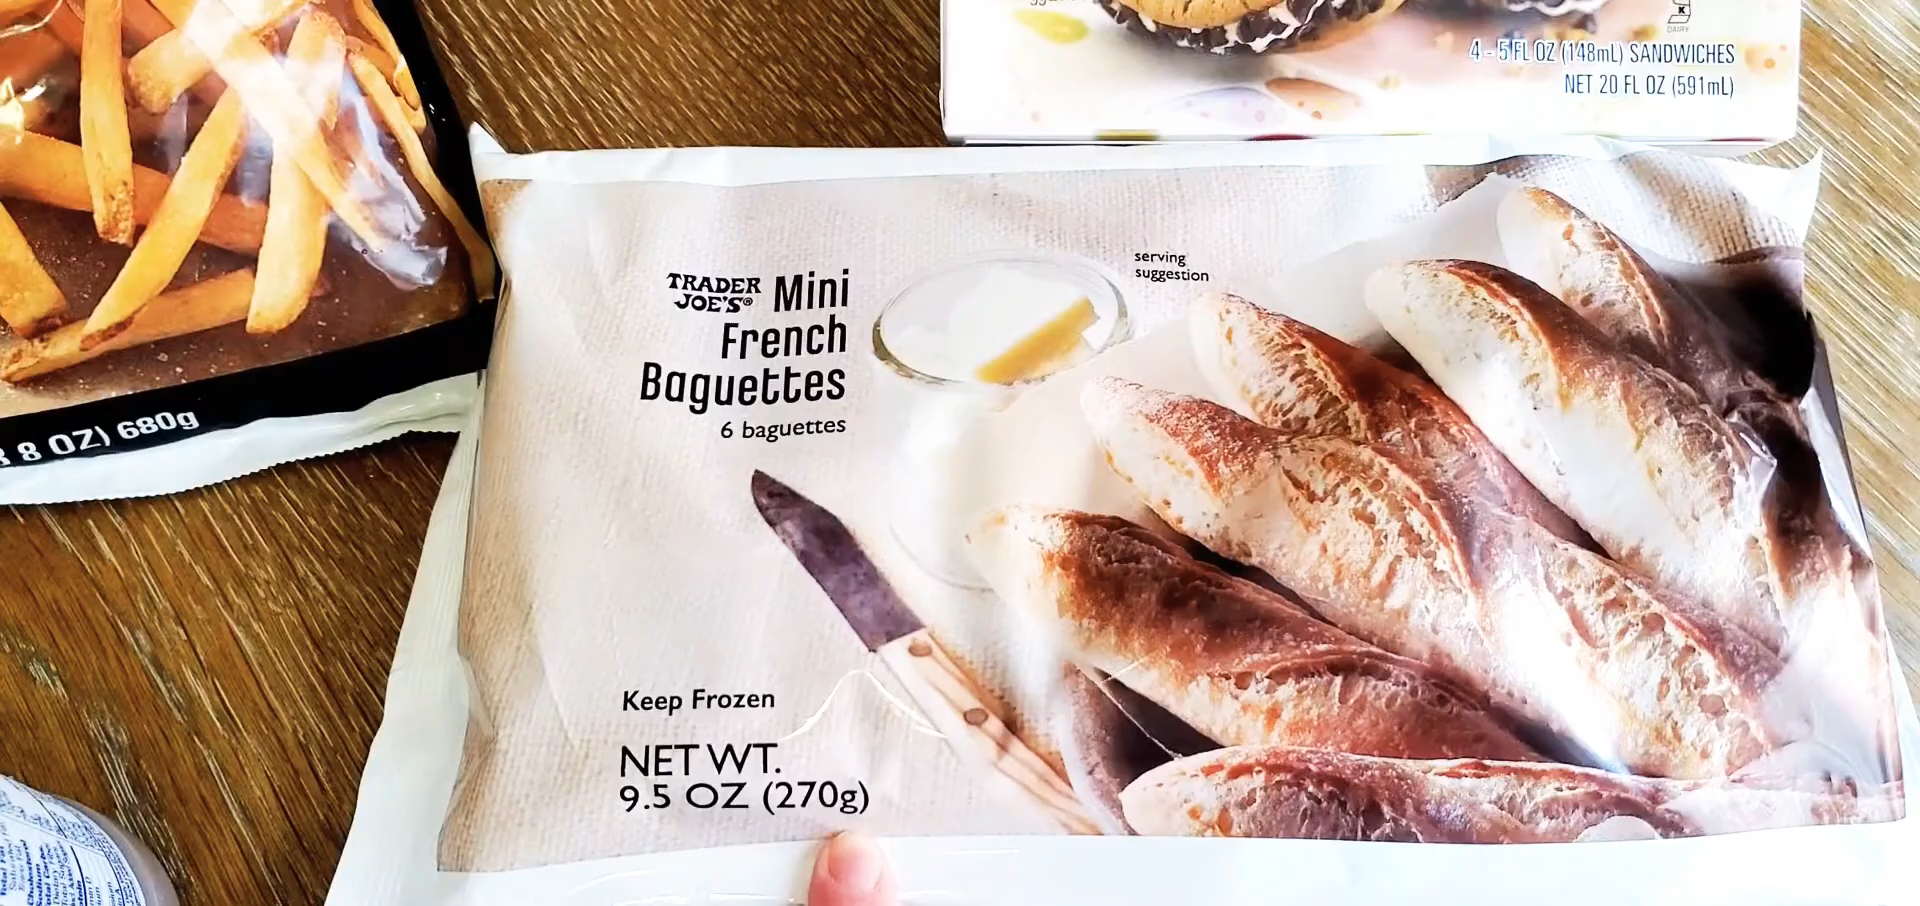 DAIRY
4 - 5 FL OZ (148mL) SANDWICHES
NET 20 FL OZ (591mL)
serving
suggestion
TRADER JOE'S® Mini
French
Baguettes
6 baguettes
8 OZ) 680g
Keep Frozen
NET WT.
9.5 OZ (270g)